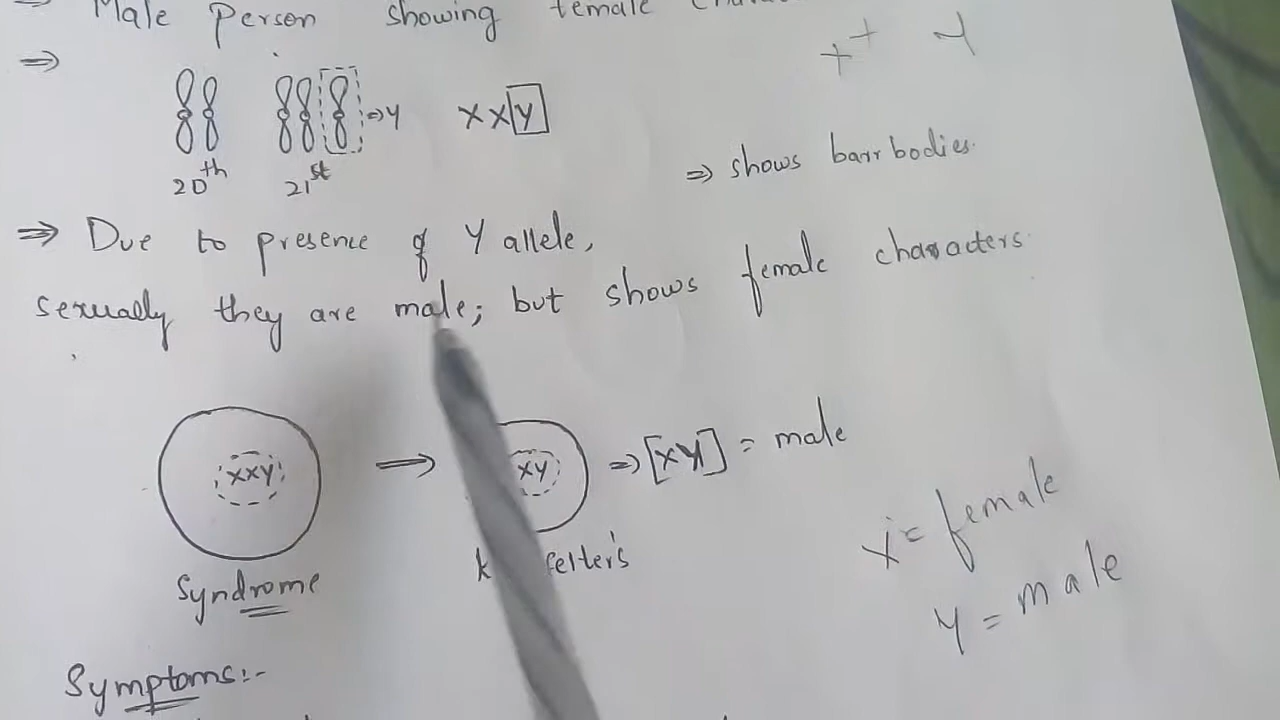 ⇒ Male Person showing female
⇒
⇒ Y
X X Y
+ + Y
20th 21st
⇒ shows barr bodies.
⇒ Due to presence of Y allele,
sexually they are male; but shows female characters.
XXY → XY ⇒ [XY] = male
Syndrome
felter's
X = female
Y = male
Symptoms:-